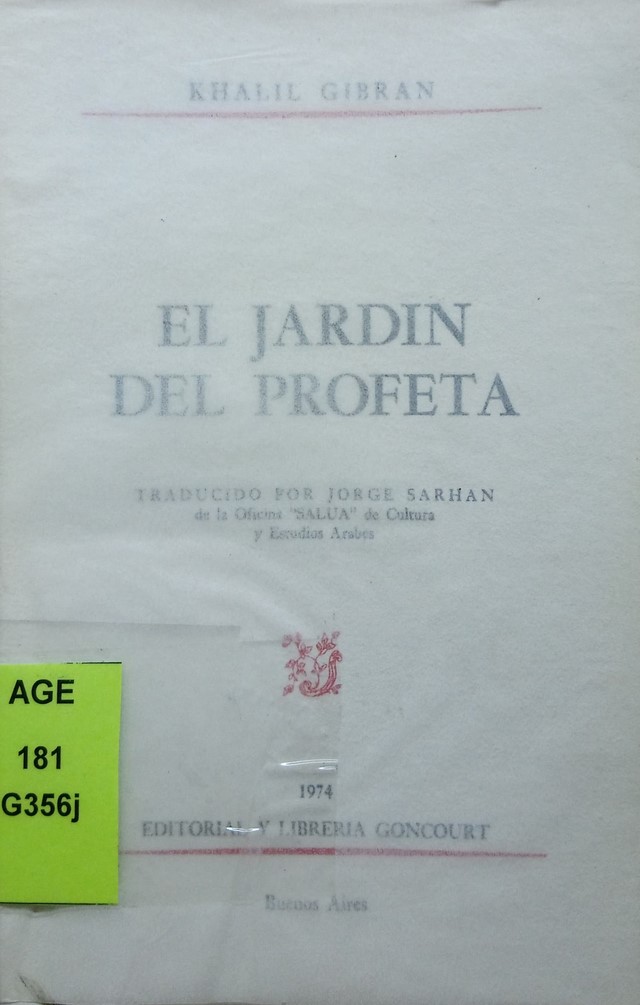 KHALIL GIBRAN
EL JARDIN
DEL PROFETA
TRADUCIDO POR JORGE SARHAN
de la Oficina "SALUA" de Cultura
y Estudios Arabes
AGE
181
G356j
1974
EDITORIAL Y LIBRERIA GONCOURT
Buenos Aires